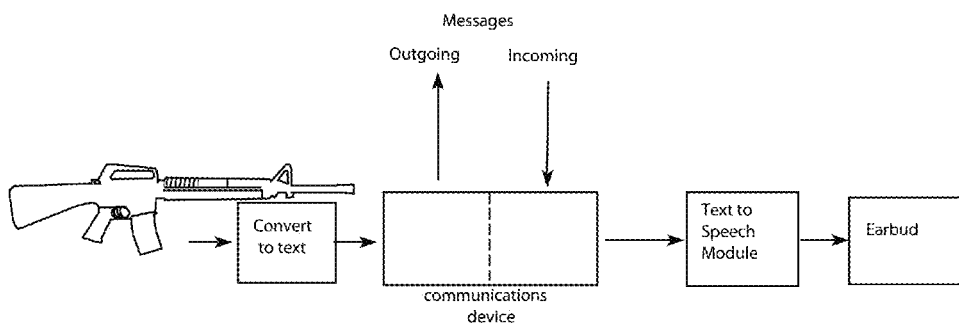 Messages
Outgoing
Incoming
Convert
to text
Text to
Speech
Module
Earbud
communications
device